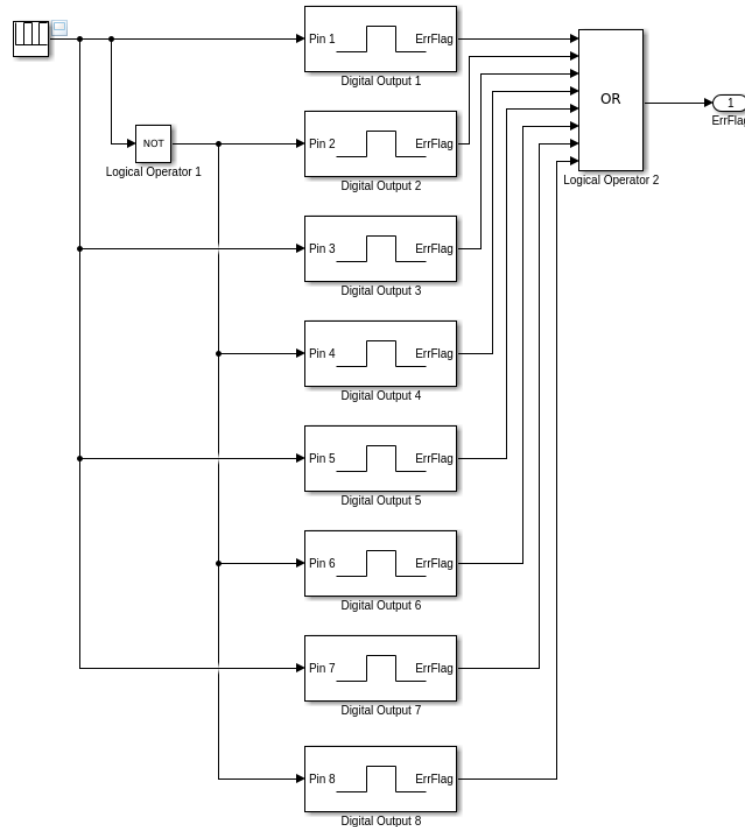 Pin 1 ErrFlag
Digital Output 1
OR
1
ErrFlag
NOT
Logical Operator 1
Pin 2 ErrFlag
Digital Output 2
Logical Operator 2
Pin 3 ErrFlag
Digital Output 3
Pin 4 ErrFlag
Digital Output 4
Pin 5 ErrFlag
Digital Output 5
Pin 6 ErrFlag
Digital Output 6
Pin 7 ErrFlag
Digital Output 7
Pin 8 ErrFlag
Digital Output 8